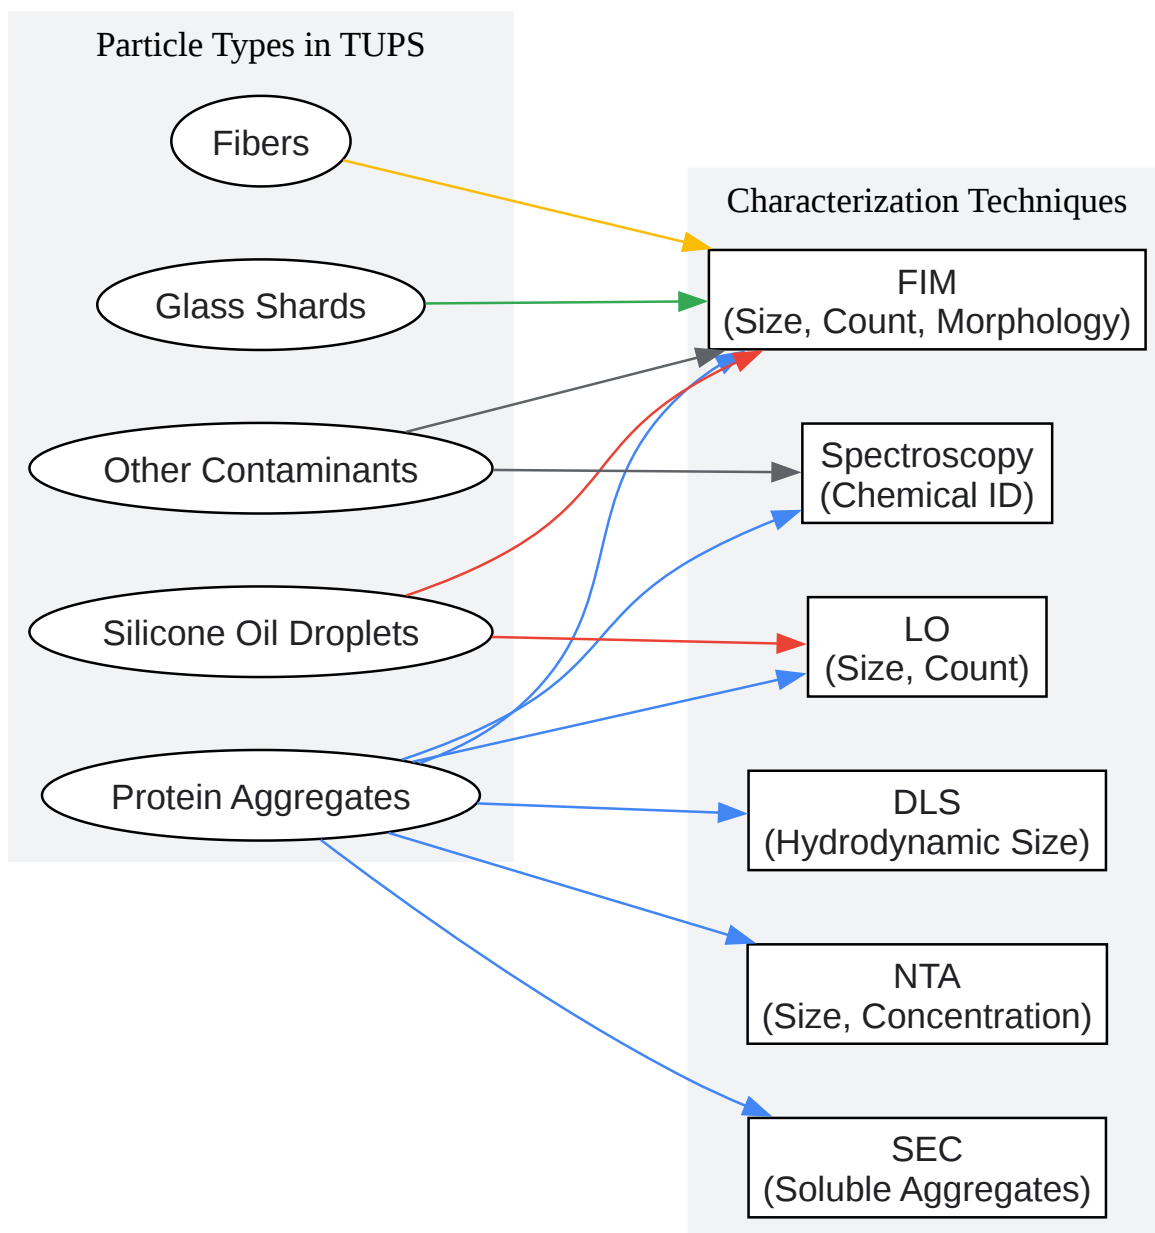 Particle Types in TUPS
Fibers
Glass Shards
Other Contaminants
Silicone Oil Droplets
Protein Aggregates
Characterization Techniques
FIM
(Size, Count, Morphology)
Spectroscopy
(Chemical ID)
LO
(Size, Count)
DLS
(Hydrodynamic Size)
NTA
(Size, Concentration)
SEC
(Soluble Aggregates)